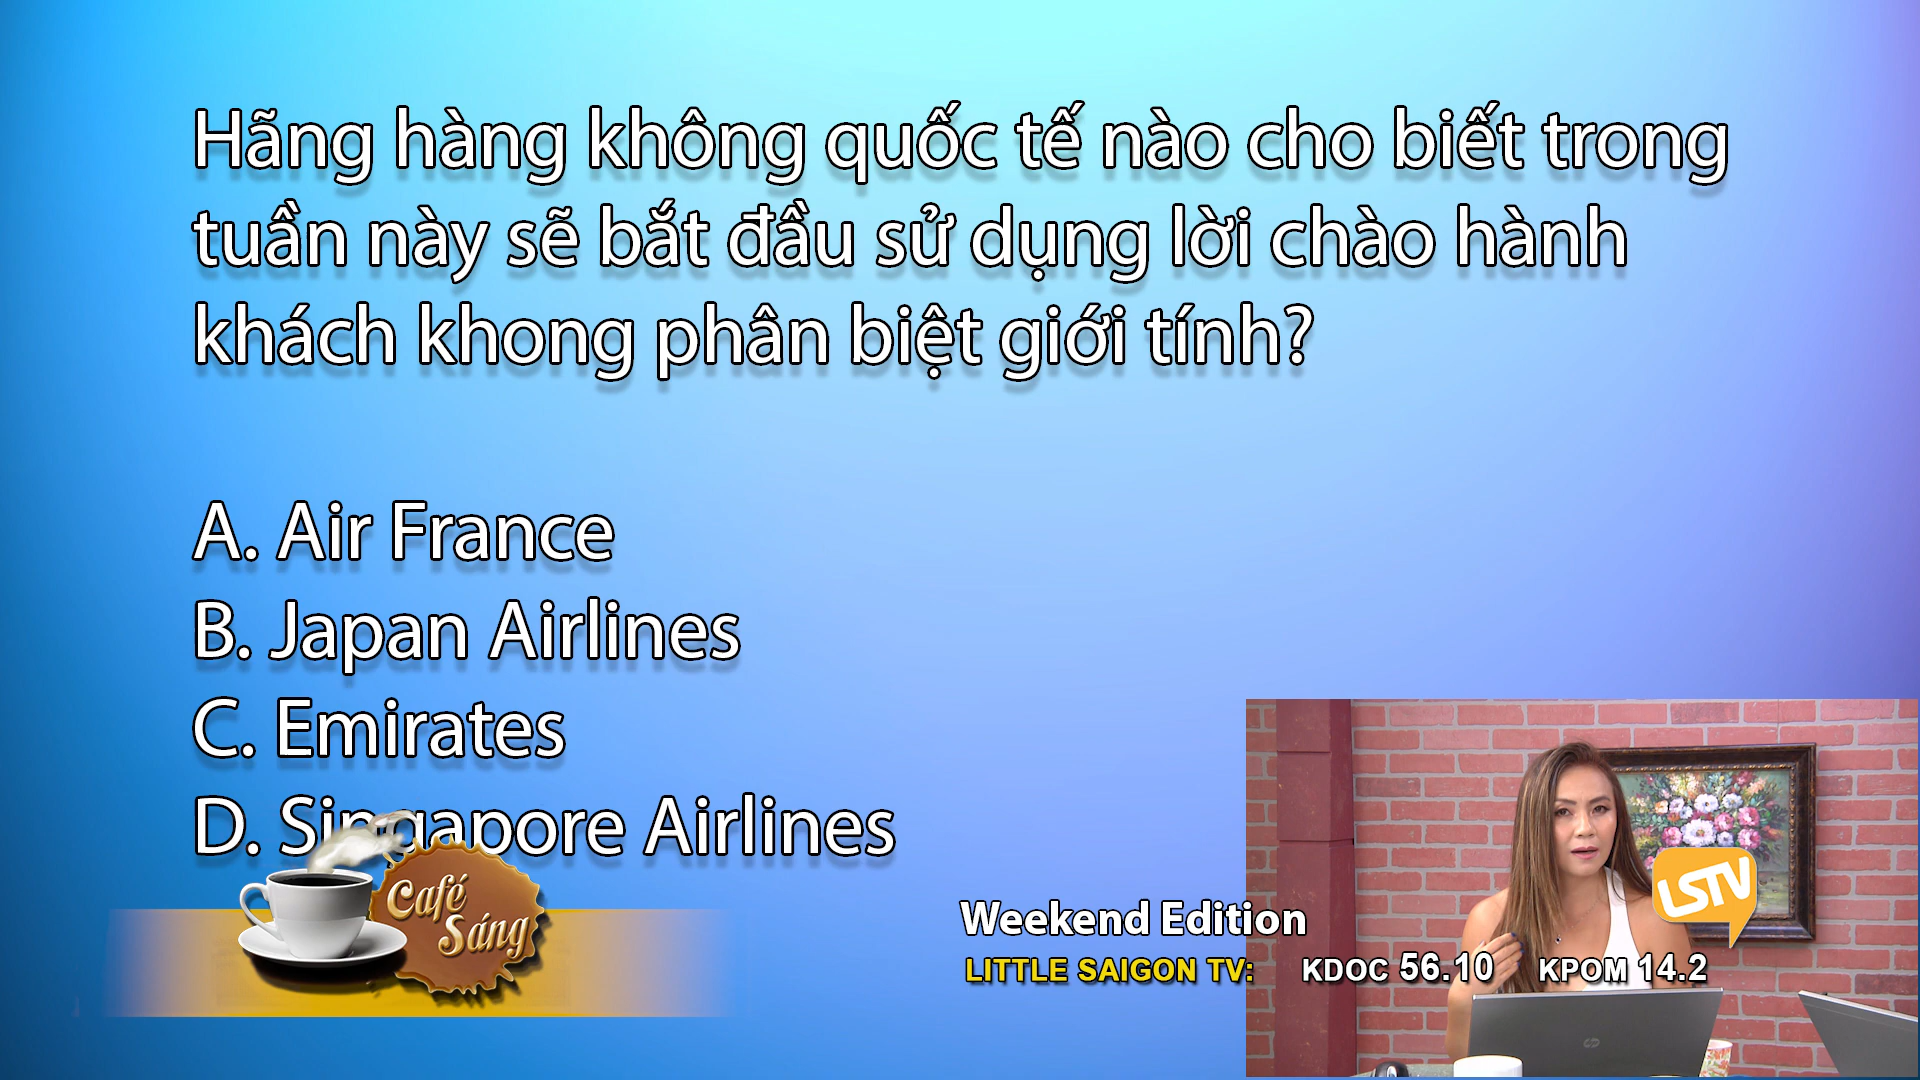 Hãng hàng không quốc tế nào cho biết trong
tuần này sẽ bắt đầu sử dụng lời chào hành
khách khong phân biệt giới tính?
A. Air France
B. Japan Airlines
C. Emirates
D. Singapore Airlines
Café
Sáng
LSTV
Weekend Edition
LITTLE SAIGON TV: KDOC 56.10 KPOM 14.2
hp